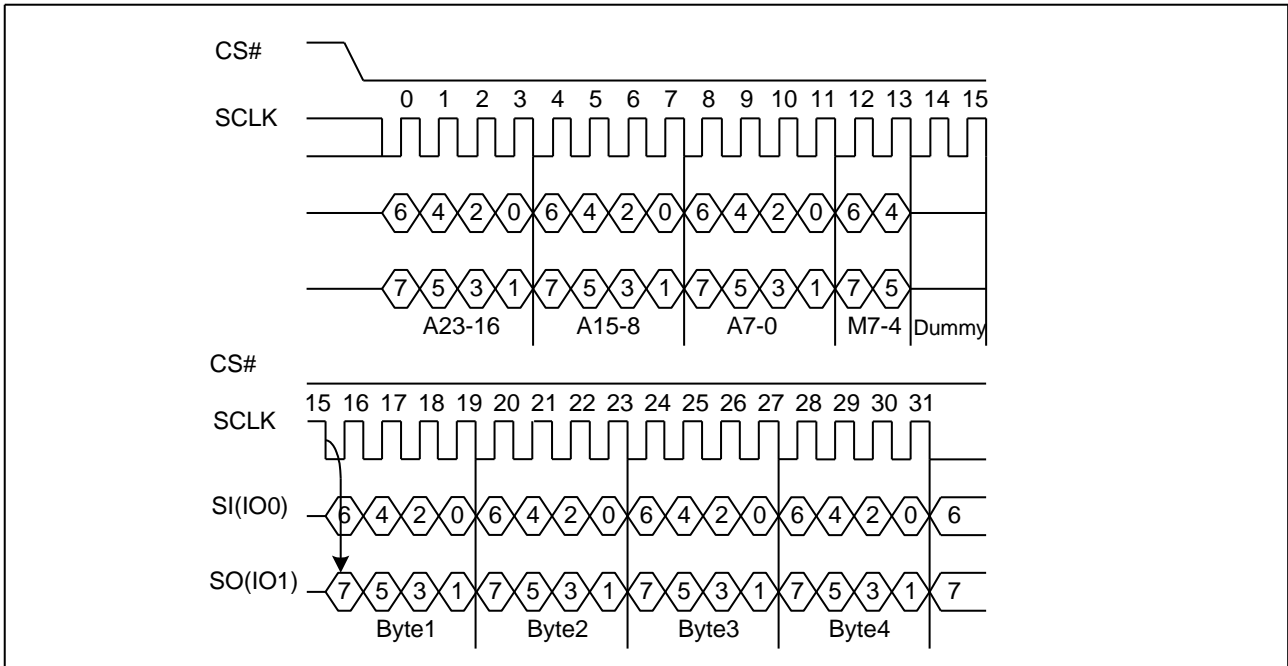 CS#
0 1 2 3 4 5 6 7 8 9 10 11 12 13 14 15
SCLK
6 4 2 0 6 4 2 0 6 4 2 0 6 4
7 5 3 1 7 5 3 1 7 5 3 1 7 5
A23-16 A15-8 A7-0 M7-4 Dummy
CS#
15 16 17 18 19 20 21 22 23 24 25 26 27 28 29 30 31
SCLK
SI(IO0) 6 4 2 0 6 4 2 0 6 4 2 0 6 4 2 0 6
SO(IO1) 7 5 3 1 7 5 3 1 7 5 3 1 7 5 3 1 7
Byte1 Byte2 Byte3 Byte4